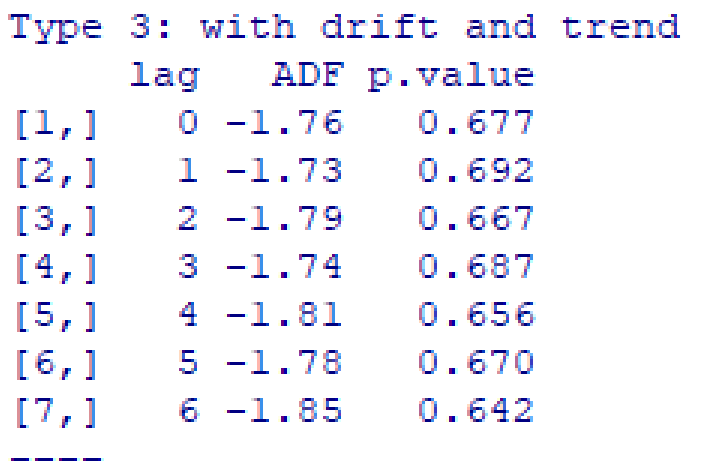 Type 3: with drift and trend
     lag   ADF p.value
[1,]   0 -1.76   0.677
[2,]   1 -1.73   0.692
[3,]   2 -1.79   0.667
[4,]   3 -1.74   0.687
[5,]   4 -1.81   0.656
[6,]   5 -1.78   0.670
[7,]   6 -1.85   0.642
----